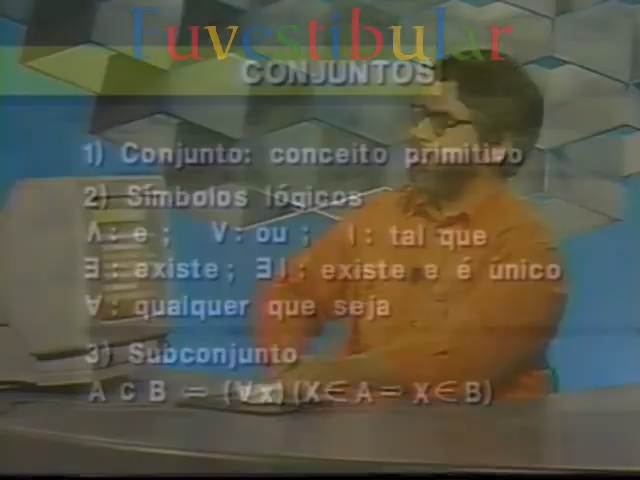 Fuvestibular
CONJUNTOS
1) Conjunto: conceito primitivo
2) Símbolos lógicos
Λ: e ; V: ou ; | : tal que
∃: existe; ∃|: existe e é único
∀: qualquer que seja
3) Subconjunto
A ⊂ B = (∀x)(X∈A= X∈B)